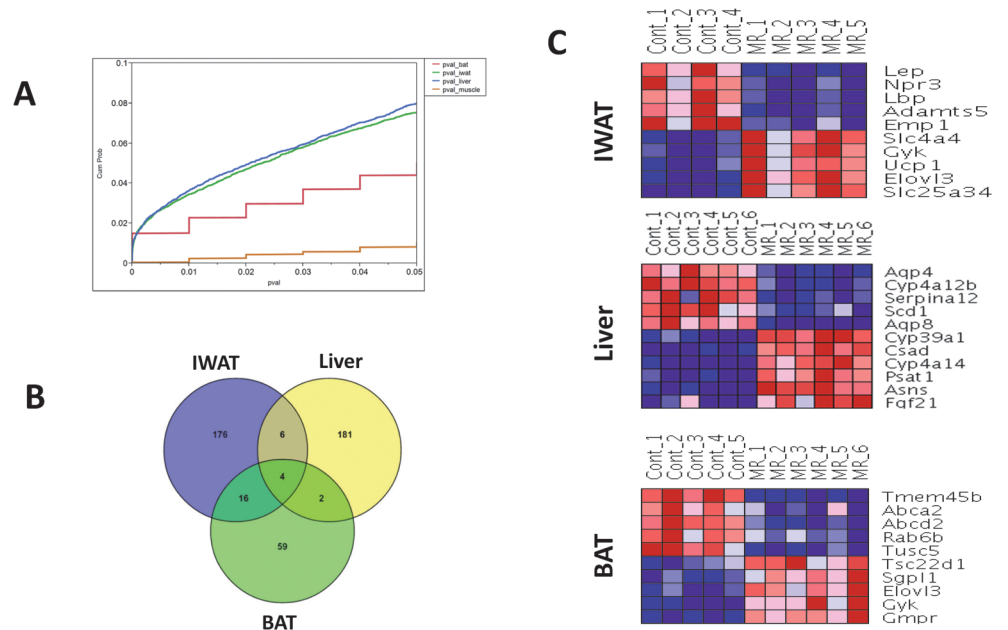 A
0.1
0.08
0.06
0.04
0.02
0
Cum Prob
0 0.01 0.02 0.03 0.04 0.05
pval
pval_bat
pval_iwat
pval_liver
pval_muscle
B
IWAT Liver
176 6 181
4
16 2
59
BAT
C
Cont_1 Cont_2 Cont_3 Cont_4 MR_1 MR_2 MR_3 MR_4 MR_5
IWAT
Lep
Npr3
Lbp
Adamts5
Emp1
Slc4a4
Gyk
Ucp1
Elovl3
Slc25a34
Cont_1 Cont_2 Cont_3 Cont_4 Cont_5 Cont_6 MR_1 MR_2 MR_3 MR_4 MR_5 MR_6
Liver
Aqp4
Cyp4a12b
Serpina12
Scd1
Aqp8
Cyp39a1
Csad
Cyp4a14
Psat1
Asns
Fgf21
Cont_1 Cont_2 Cont_3 Cont_4 Cont_5 MR_1 MR_2 MR_3 MR_4 MR_5 MR_6
BAT
Tmem45b
Abca2
Abcd2
Rab6b
Tusc5
Tsc22d1
Sgpl1
Elovl3
Gyk
Gmpr